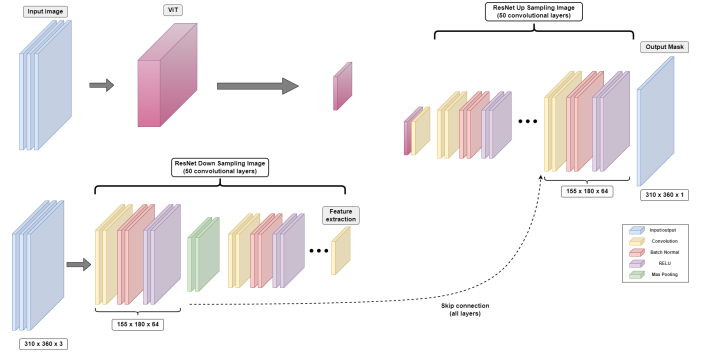 Input image
ViT
ResNet Up Sampling Image
(50 convolutional layers)
Output Mask
ResNet Down Sampling Image
(50 convolutional layers)
Feature
extraction
155 x 180 x 64
310 x 360 x 1
Input/output
Convolution
Batch Normal
RELU
Max Pooling
Skip connection
(all layers)
155 x 180 x 64
310 x 360 x 3